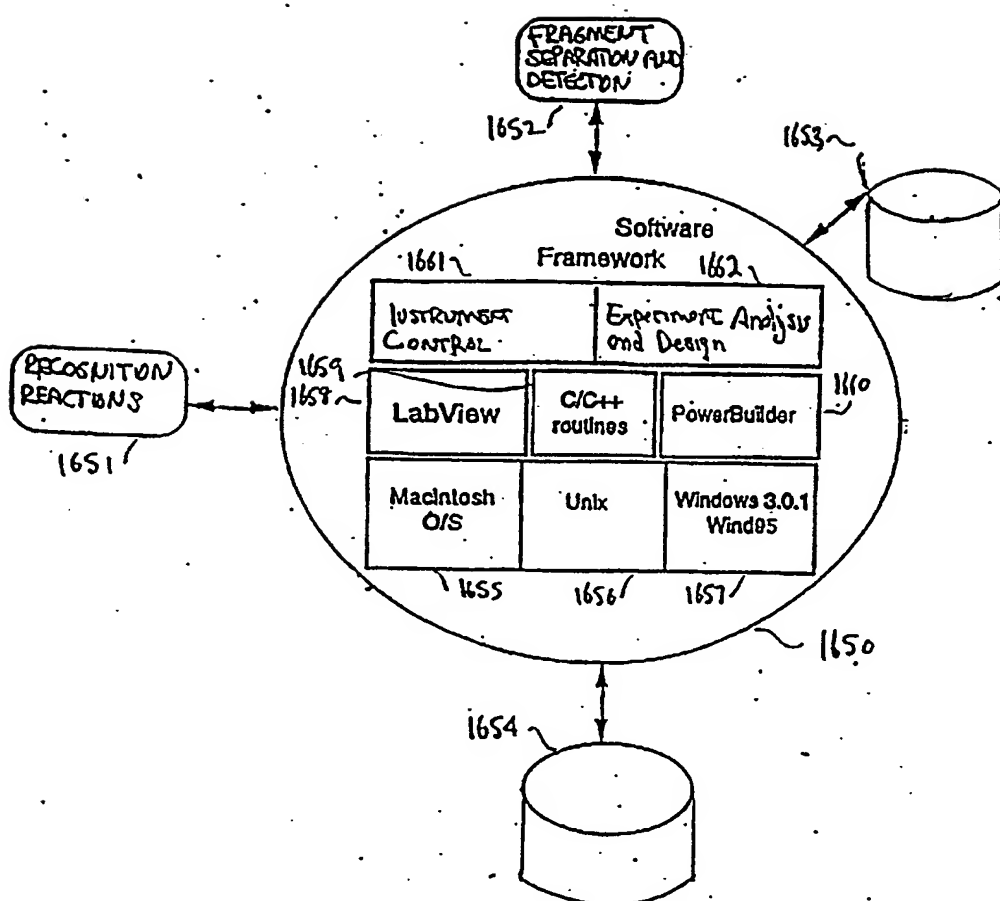 FRAGMENT
SEPARATION AND
DETECTION
1652
1653
Software
Framework
1661
1662
INSTRUMENT
CONTROL
Experiment Analysis
and Design
RECOGNITION
REACTIONS
1651
1659
1658
LabView
C/C++
routines
PowerBuilder
1660
Macintosh
O/S
Unix
Windows 3.0.1
Wind95
1655
1656
1657
1650
1654